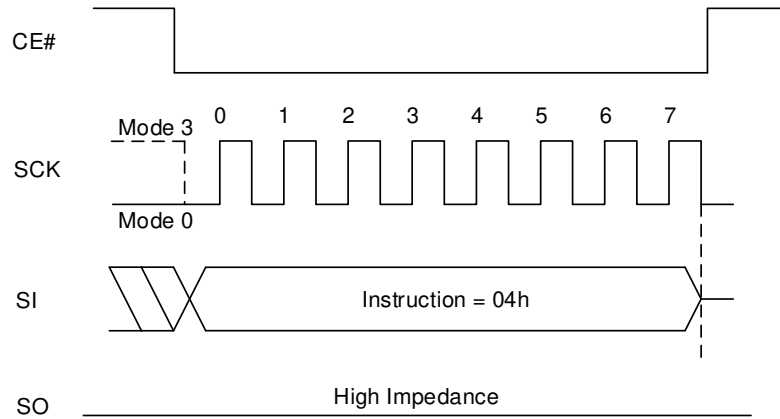 CE#
0 1 2 3 4 5 6 7
Mode 3
SCK
Mode 0
SI
Instruction = 04h
High Impedance
SO